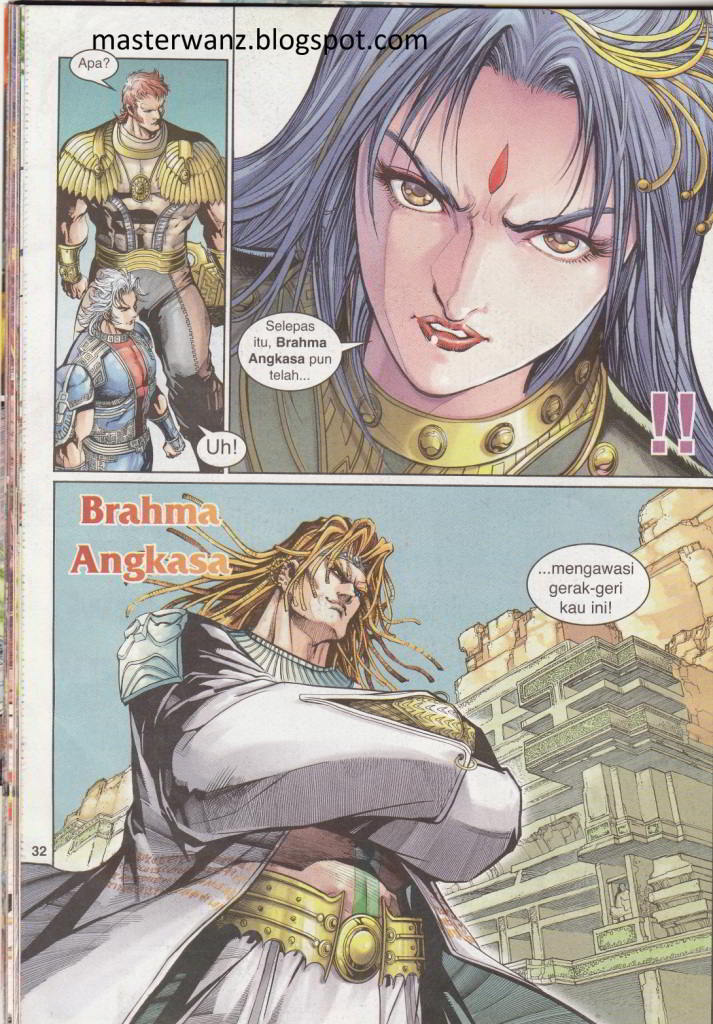 masterwanz.blogspot.com
Apa?
Uh!
Selepas
itu, Brahma
Angkasa pun
telah...
!!
Brahma
Angkasa
...mengawasi
gerak-geri
kau ini!
32